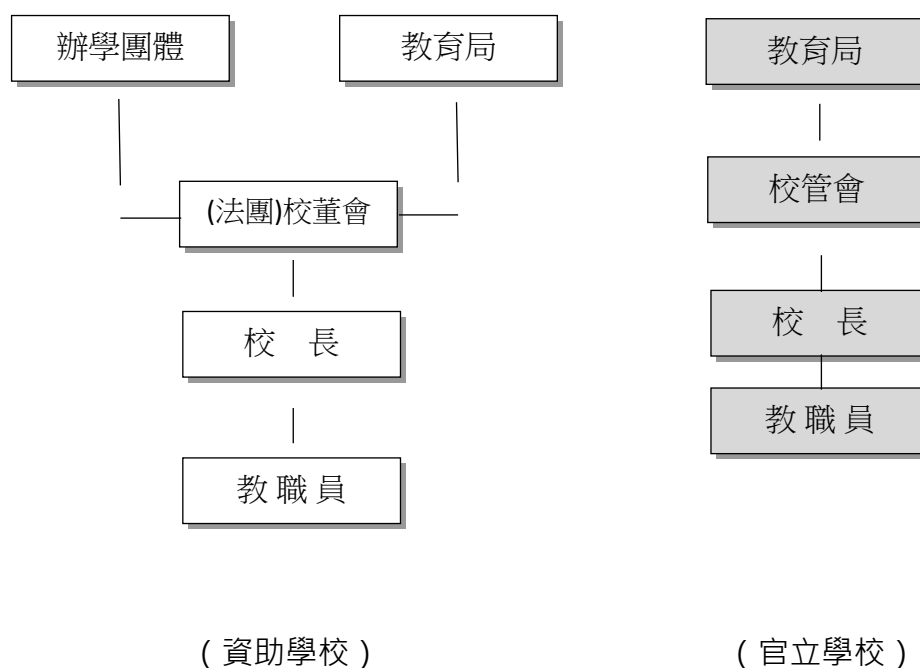 辦學團體
教育局
(法團)校董會
校　長
教 職 員
(資助學校)
教育局
校管會
校　長
教 職 員
(官立學校)